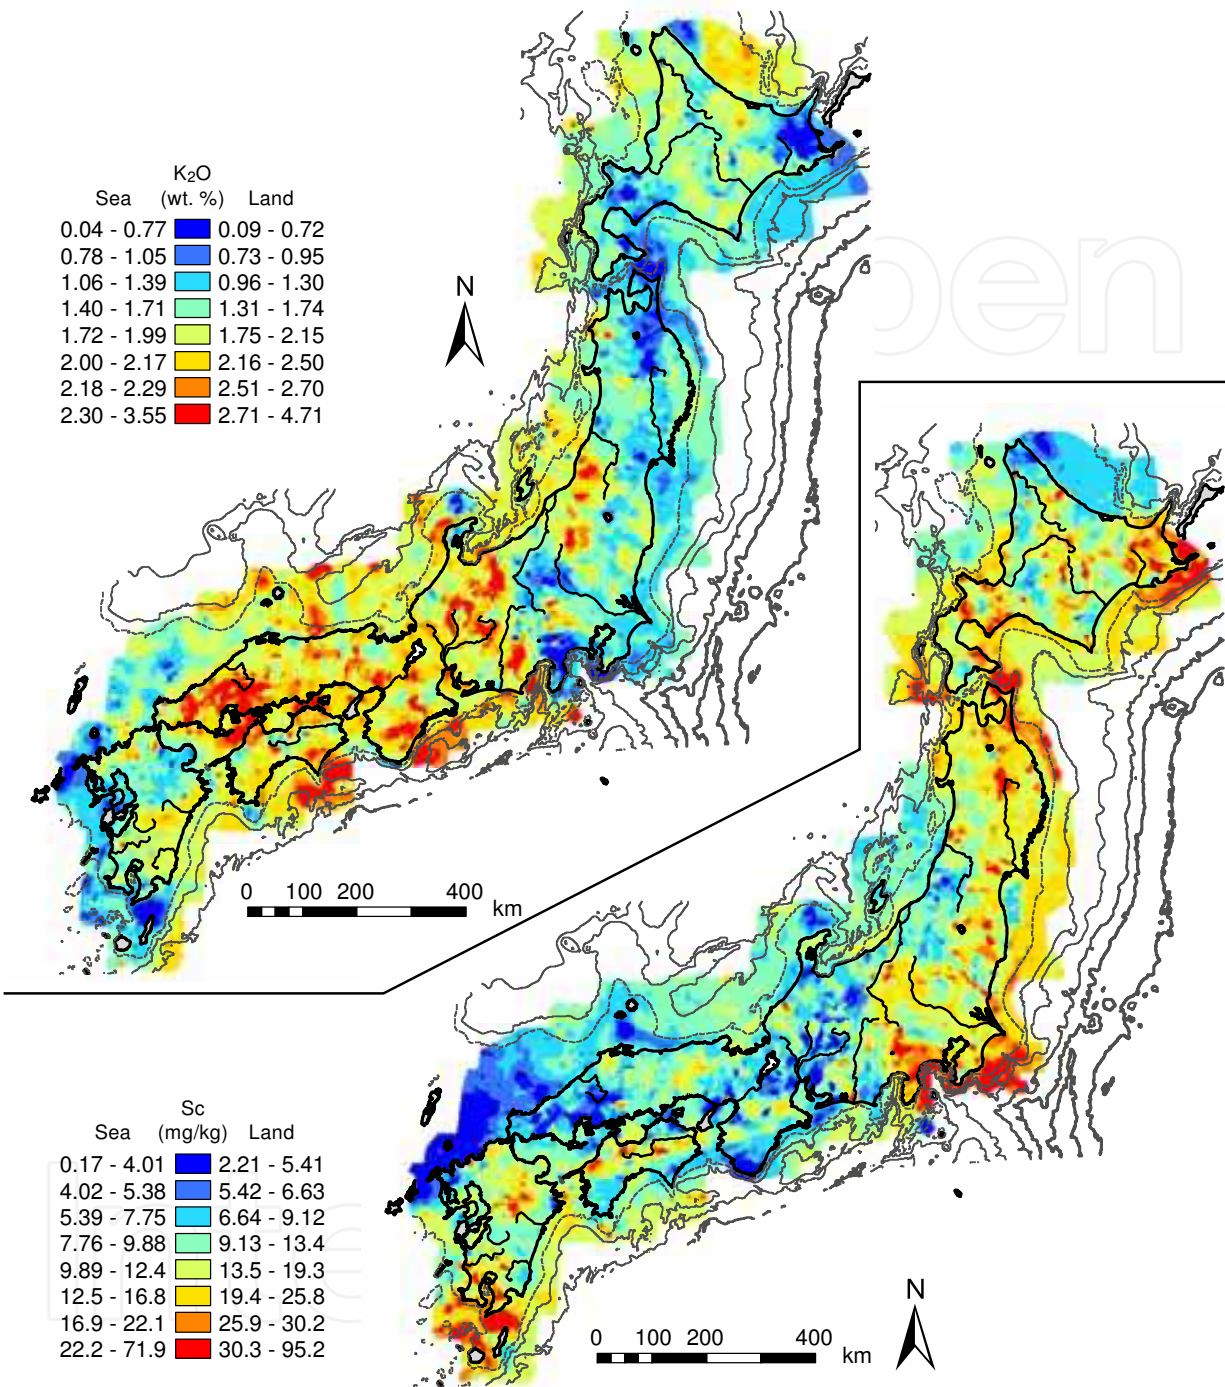 K₂O
Sea (wt. %) Land
0.04 - 0.77 0.09 - 0.72
0.78 - 1.05 0.73 - 0.95
1.06 - 1.39 0.96 - 1.30
1.40 - 1.71 1.31 - 1.74
1.72 - 1.99 1.75 - 2.15
2.00 - 2.17 2.16 - 2.50
2.18 - 2.29 2.51 - 2.70
2.30 - 3.55 2.71 - 4.71
N
pen
0 100 200 400
km
Sc
Sea (mg/kg) Land
0.17 - 4.01 2.21 - 5.41
4.02 - 5.38 5.42 - 6.63
5.39 - 7.75 6.64 - 9.12
7.76 - 9.88 9.13 - 13.4
9.89 - 12.4 13.5 - 19.3
12.5 - 16.8 19.4 - 25.8
16.9 - 22.1 25.9 - 30.2
22.2 - 71.9 30.3 - 95.2
N
0 100 200 400
km